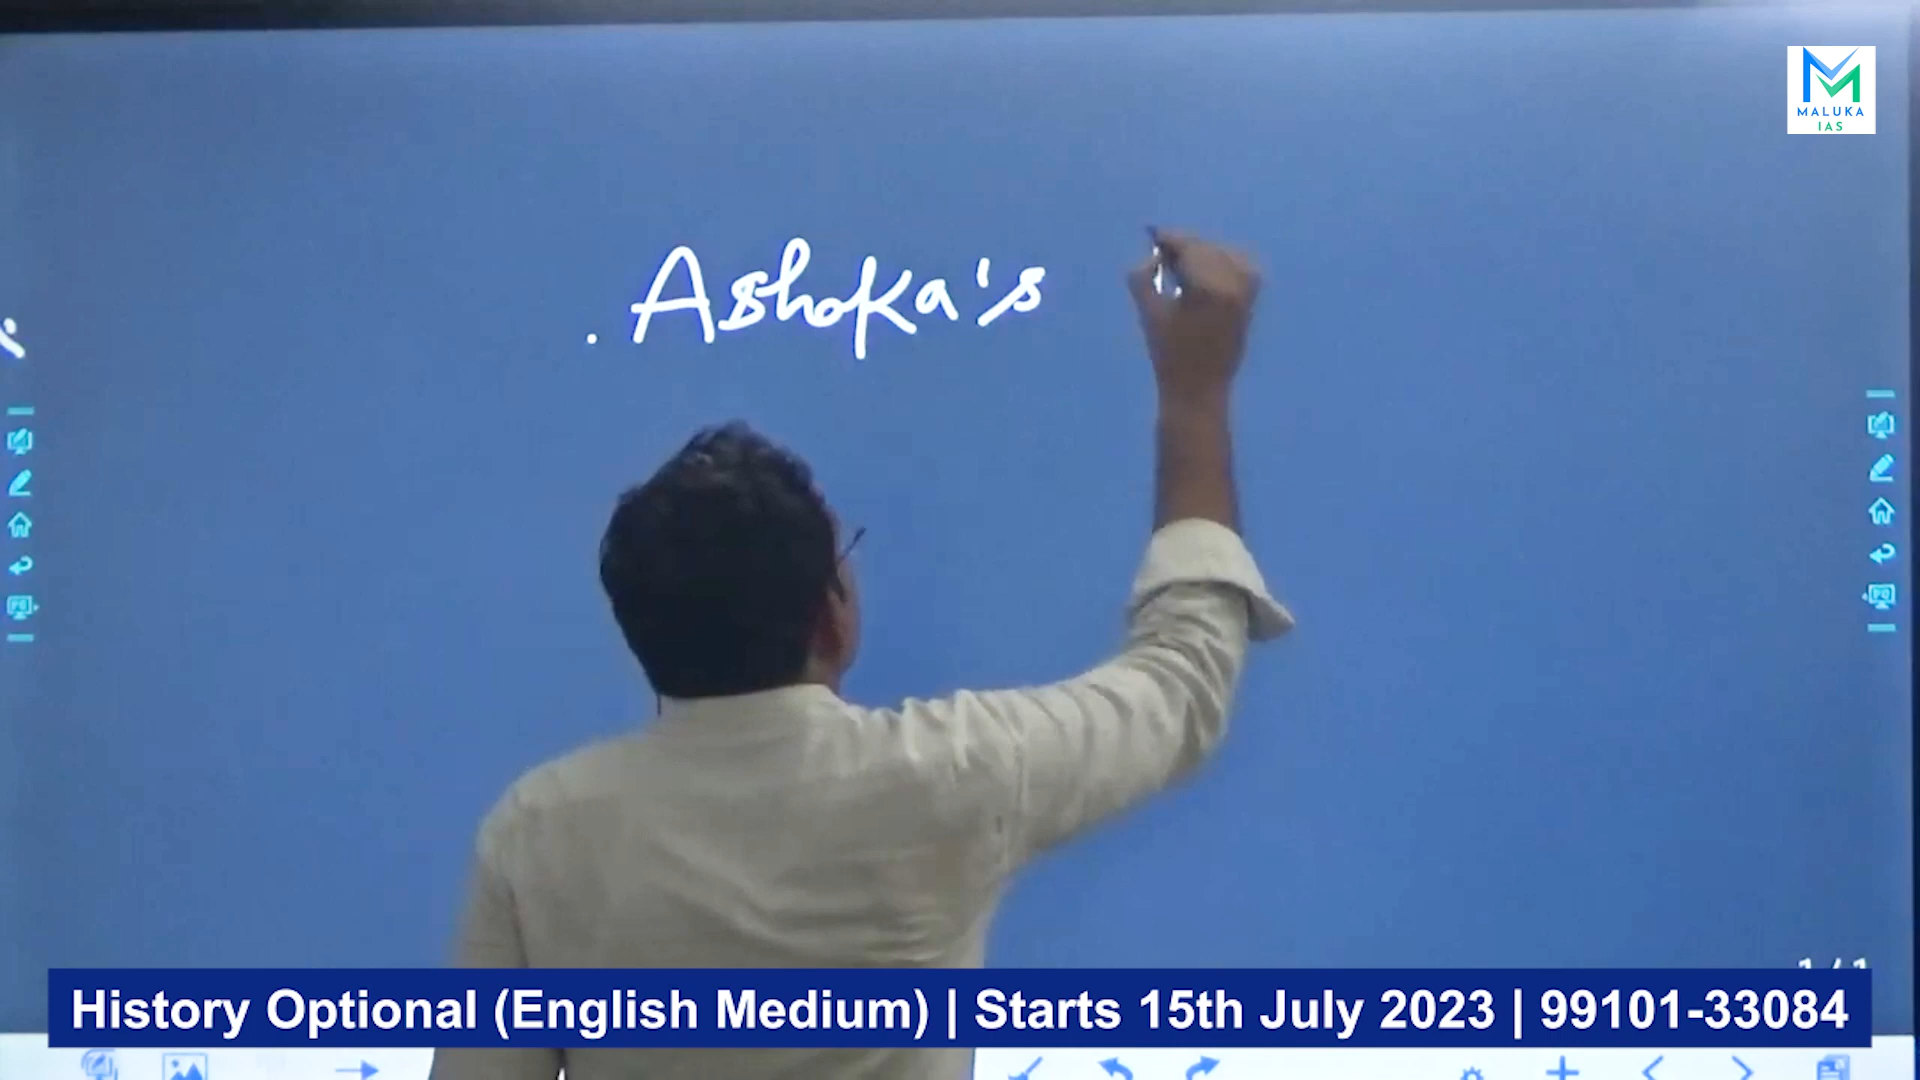 MALUKA
IAS
. Ashoka's
History Optional (English Medium) | Starts 15th July 2023 | 99101-33084